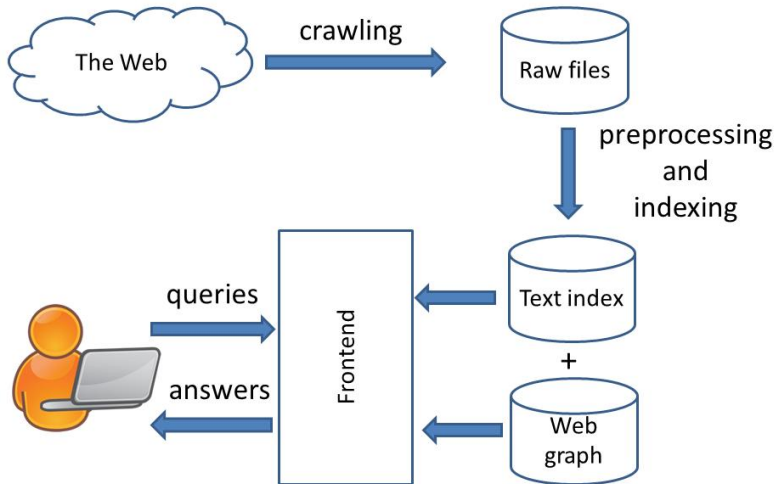 crawling
The Web
Raw files
preprocessing
and
indexing
queries
Frontend
Text index
+
answers
Web
graph